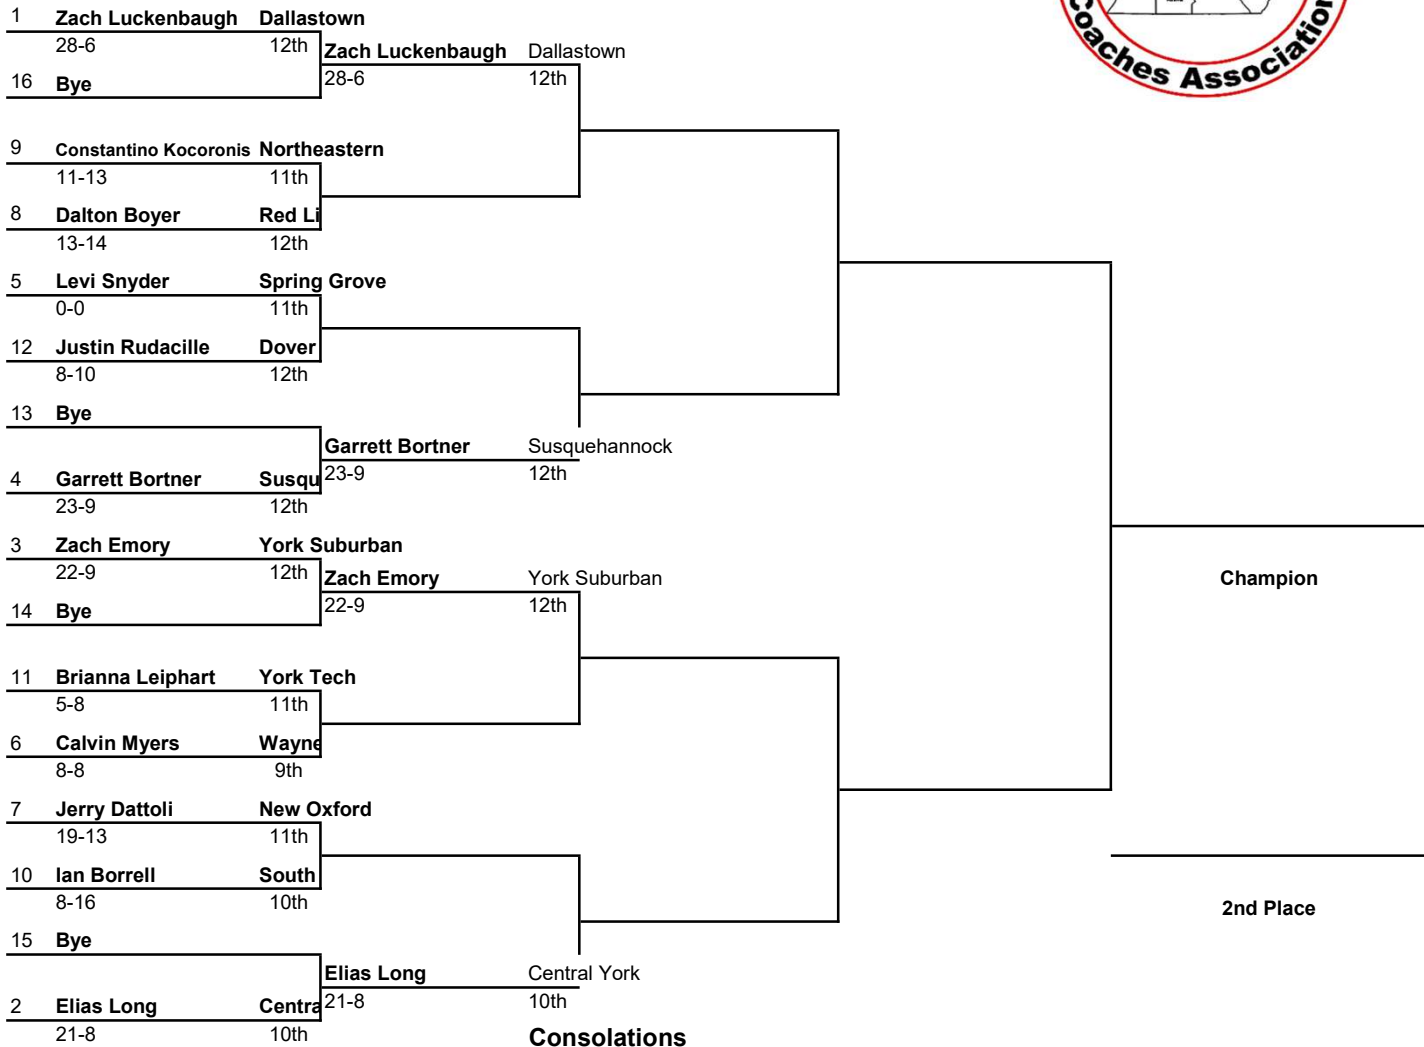 Coaches Association
1 Zach Luckenbaugh Dallastown
28-6 12th
Zach Luckenbaugh Dallastown
16 Bye
28-6 12th
9 Constantino Kocoronis Northeastern
11-13 11th
8 Dalton Boyer Red Li
13-14 12th
5 Levi Snyder Spring Grove
0-0 11th
12 Justin Rudacille Dover
8-10 12th
13 Bye
Garrett Bortner Susquehannock
23-9 12th
4 Garrett Bortner Susqu
23-9 12th
3 Zach Emory York Suburban
22-9 12th
Zach Emory York Suburban
Champion
22-9 12th
14 Bye
11 Brianna Leiphart York Tech
5-8 11th
6 Calvin Myers Wayne
8-8 9th
7 Jerry Dattoli New Oxford
19-13 11th
10 Ian Borrell South
8-16 10th
2nd Place
15 Bye
Elias Long Central York
21-8 10th
2 Elias Long Centra
21-8 10th
Consolations